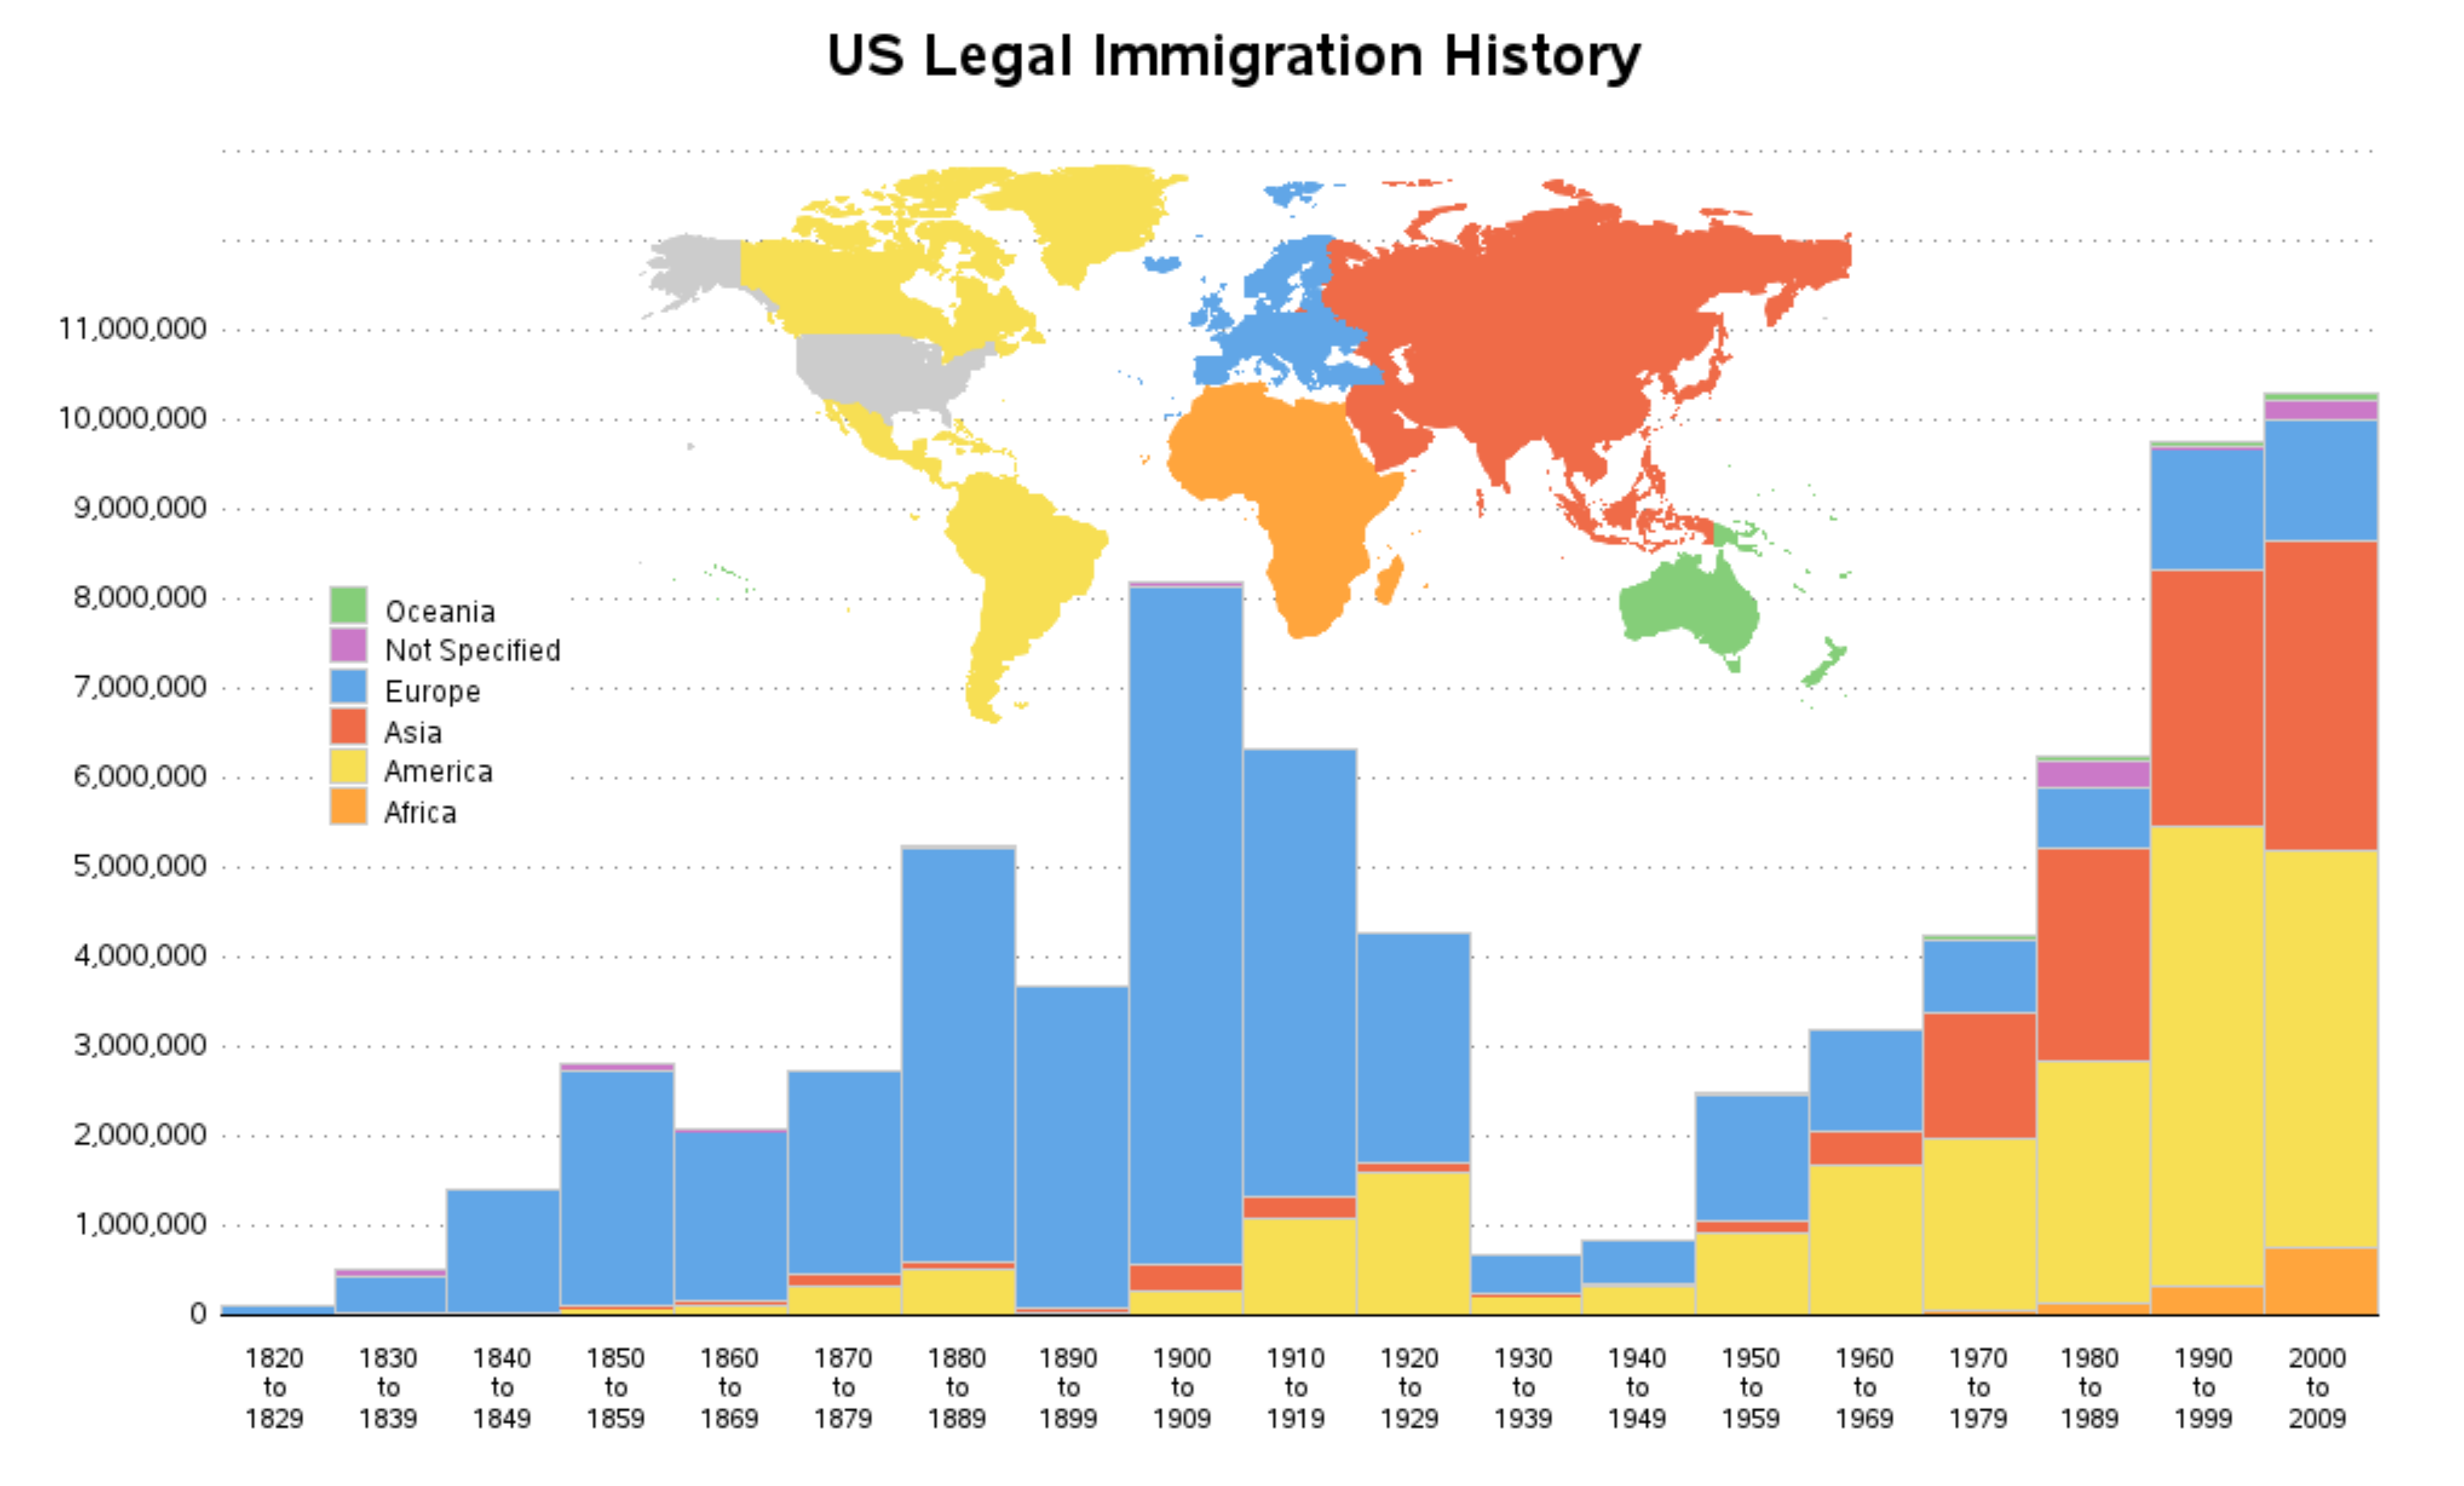 US Legal Immigration History
11,000,000
10,000,000
9,000,000
8,000,000
7,000,000
6,000,000
5,000,000
4,000,000
3,000,000
2,000,000
1,000,000
0
Oceania
Not Specified
Europe
Asia
America
Africa
1820 1830 1840 1850 1860 1870 1880 1890 1900 1910 1920 1930 1940 1950 1960 1970 1980 1990 2000
to to to to to to to to to to to to to to to to to to to
1829 1839 1849 1859 1869 1879 1889 1899 1909 1919 1929 1939 1949 1959 1969 1979 1989 1999 2009